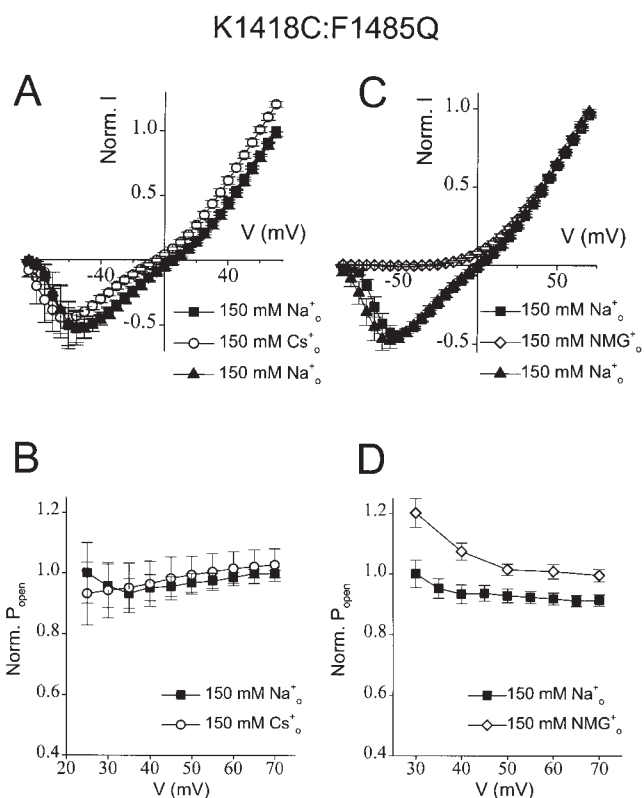 K1418C:F1485Q
A
Norm. I
1.0
0.5
V (mV)
-40
40
-0.5
150 mM Na⁺ₒ
150 mM Cs⁺ₒ
150 mM Na⁺ₒ
C
Norm. I
1.0
0.5
V (mV)
-50
50
-0.5
150 mM Na⁺ₒ
150 mM NMG⁺ₒ
150 mM Na⁺ₒ
B
Norm. Pₒₚₑₙ
1.2
1.0
0.8
0.6
0.4
150 mM Na⁺ₒ
150 mM Cs⁺ₒ
20 30 40 50 60 70
V (mV)
D
Norm. Pₒₚₑₙ
1.2
1.0
0.8
0.6
0.4
150 mM Na⁺ₒ
150 mM NMG⁺ₒ
30 40 50 60 70
V (mV)